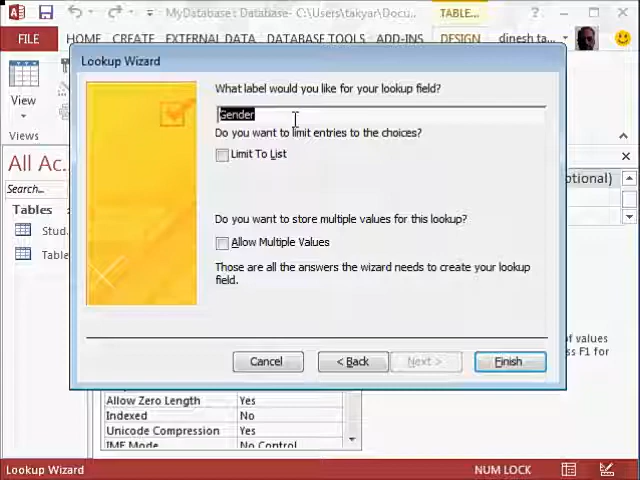 MyDatabase : Database- C:\Users\takyar\Docu...
TABLE...
FILE
HOME
CREATE
EXTERNAL DATA
DATABASE TOOLS
ADD-INS
DESIGN
dinesh ta...
View
Views
All Ac...
Search...
Tables
Stud...
Table
Lookup Wizard
What label would you like for your lookup field?
Gender
Do you want to limit entries to the choices?
Limit To List
Do you want to store multiple values for this lookup?
Allow Multiple Values
Those are all the answers the wizard needs to create your lookup
field.
Cancel
< Back
Next >
Finish
ptional)
of values
ss F1 for
Allow Zero Length Yes
Indexed No
Unicode Compression Yes
IME Mode No Control
Lookup Wizard
NUM LOCK